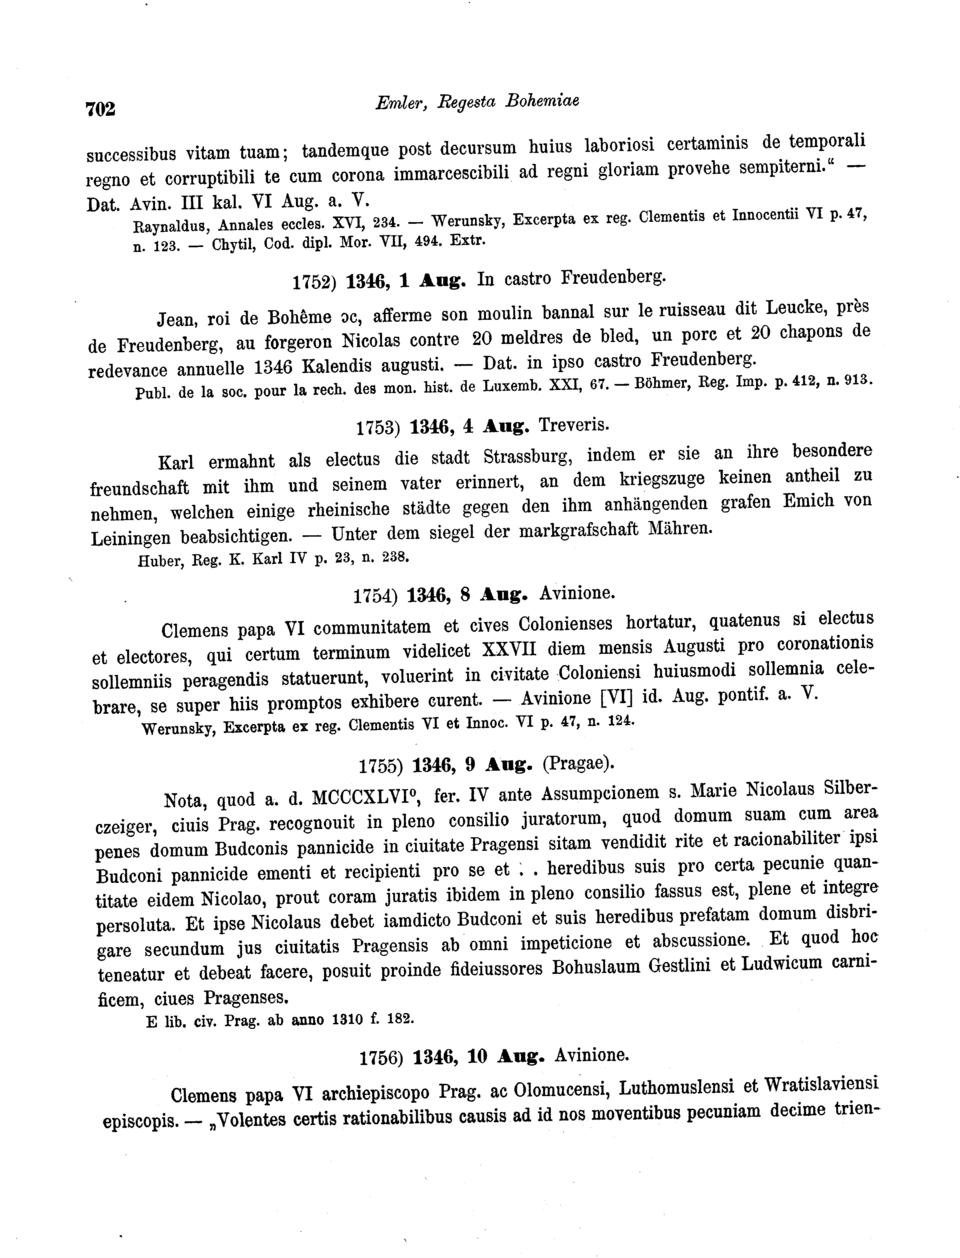 702
Emler, Regesta Bohemiae
successibus vitam tuam; tandemque post decursum huius laboriosi certaminis de temporali
regno et corruptibili te cum corona immarcescibili ad regni gloriam provehe sempiterni.“ —
Dat. Avin. III kal. VI Aug. a. V.
Raynaldus, Annales eccles. XVI, 234. — Werunsky, Excerpta ex reg. Clementis et Innocentii VI p. 47,
n. 123. — Chytil, Cod. dipl. Mor. VII, 494. Extr.
1752) 1346, 1 Aug. In castro Freudenberg.
Jean, roi de Bohême ɔc, afferme son moulin bannal sur le ruisseau dit Leucke, près
de Freudenberg, au forgeron Nicolas contre 20 meldres de bled, un porc et 20 chapons de
redevance annuelle 1346 Kalendis augusti. — Dat. in ipso castro Freudenberg.
Publ. de la soc. pour la rech. des mon. hist. de Luxemb. XXI, 67. — Böhmer, Reg. Imp. p. 412, n. 913.
1753) 1346, 4 Aug. Treveris.
Karl ermahnt als electus die stadt Strassburg, indem er sie an ihre besondere
freundschaft mit ihm und seinem vater erinnert, an dem kriegszuge keinen antheil zu
nehmen, welchen einige rheinische städte gegen den ihm anhängenden grafen Emich von
Leiningen beabsichtigen. — Unter dem siegel der markgrafschaft Mähren.
Huber, Reg. K. Karl IV p. 23, n. 238.
1754) 1346, 8 Aug. Avinione.
Clemens papa VI communitatem et cives Colonienses hortatur, quatenus si electus
et electores, qui certum terminum videlicet XXVII diem mensis Augusti pro coronationis
sollemniis peragendis statuerunt, voluerint in civitate Coloniensi huiusmodi sollemnia cele-
brare, se super hiis promptos exhibere curent. — Avinione [VI] id. Aug. pontif. a. V.
Werunsky, Excerpta ex reg. Clementis VI et Innoc. VI p. 47, n. 124.
1755) 1346, 9 Aug. (Pragae).
Nota, quod a. d. MCCCXLVI⁰, fer. IV ante Assumpcionem s. Marie Nicolaus Silber-
czeiger, ciuis Prag. recognouit in pleno consilio juratorum, quod domum suam cum area
penes domum Budconis pannicide in ciuitate Pragensi sitam vendidit rite et racionabiliter ipsi
Budconi pannicide ementi et recipienti pro se et . . heredibus suis pro certa pecunie quan-
titate eidem Nicolao, prout coram juratis ibidem in pleno consilio fassus est, plene et integre
persoluta. Et ipse Nicolaus debet iamdicto Budconi et suis heredibus prefatam domum disbri-
gare secundum jus ciuitatis Pragensis ab omni impeticione et abscussione. Et quod hoc
teneatur et debeat facere, posuit proinde fideiussores Bohuslaum Gestlini et Ludwicum carni-
ficem, ciues Pragenses.
E lib. civ. Prag. ab anno 1310 f. 182.
1756) 1346, 10 Aug. Avinione.
Clemens papa VI archiepiscopo Prag. ac Olomucensi, Luthomuslensi et Wratislaviensi
episcopis. — „Volentes certis rationabilibus causis ad id nos moventibus pecuniam decime trien-